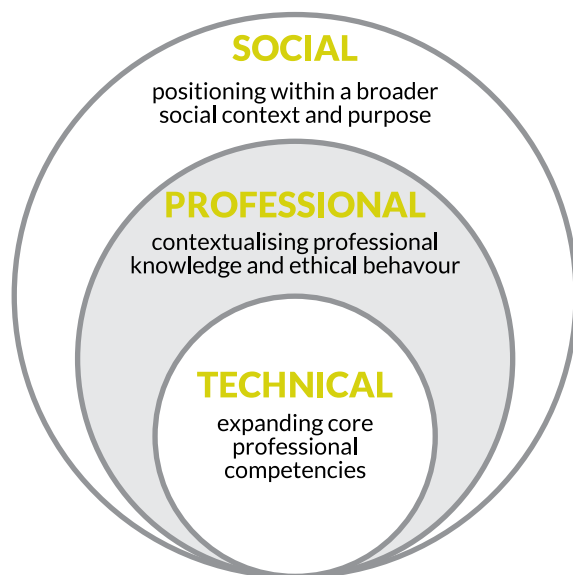 SOCIAL
positioning within a broader
social context and purpose
PROFESSIONAL
contextualising professional
knowledge and ethical behavour
TECHNICAL
expanding core
professional
competencies